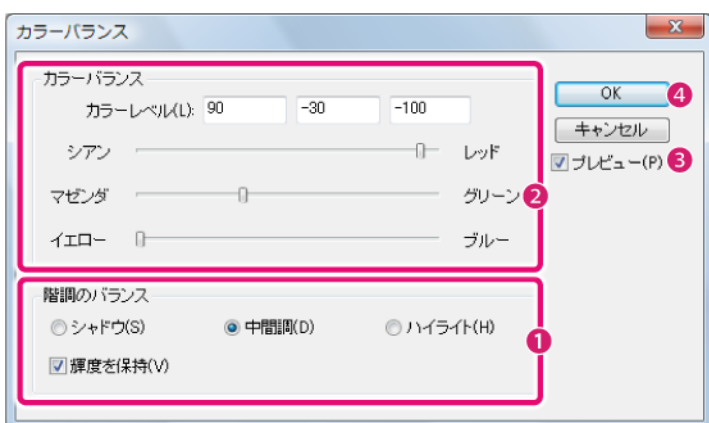 カラーバランス
カラーバランス
カラーレベル(L): 90 -30 -100
シアン レッド
マゼンダ グリーン
イエロー ブルー
2
OK 4
キャンセル
プレビュー(P) 3
階調のバランス
シャドウ(S) 中間調(D) ハイライト(H)
輝度を保持(V)
1